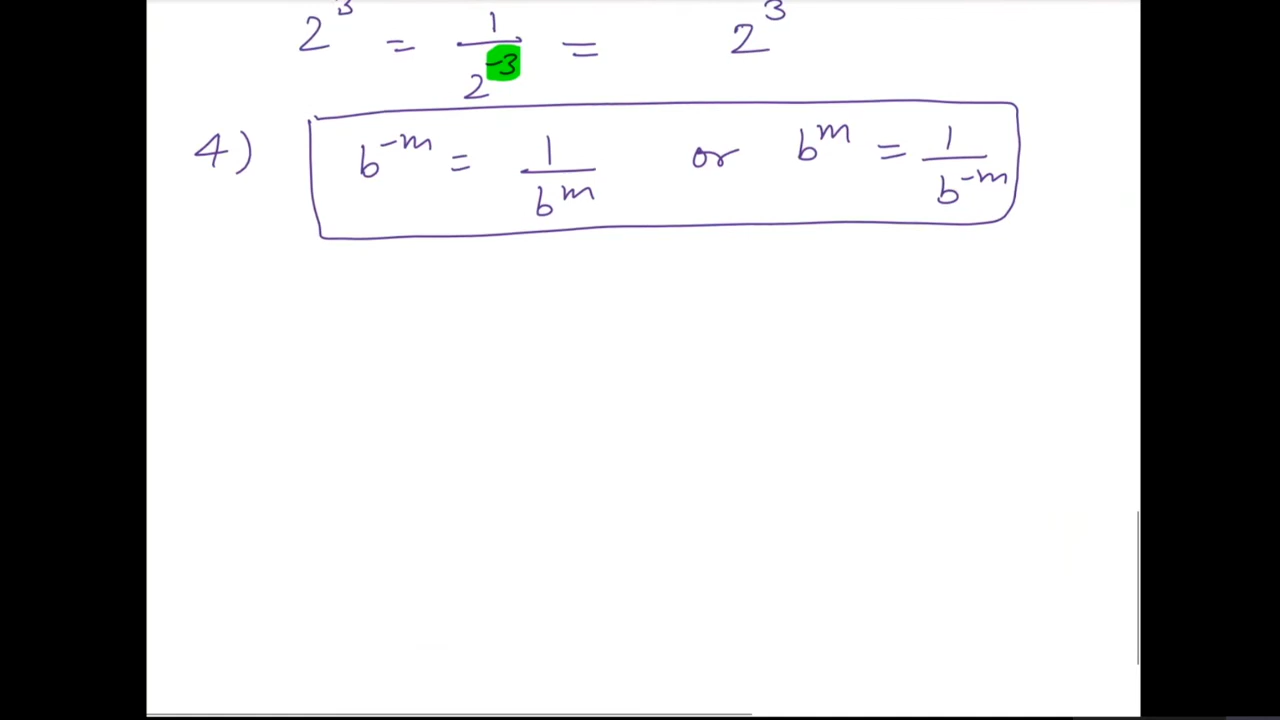 2^3 = 1/2^-3 = 2^3
4) b^-m = 1/b^m or b^m = 1/b^-m